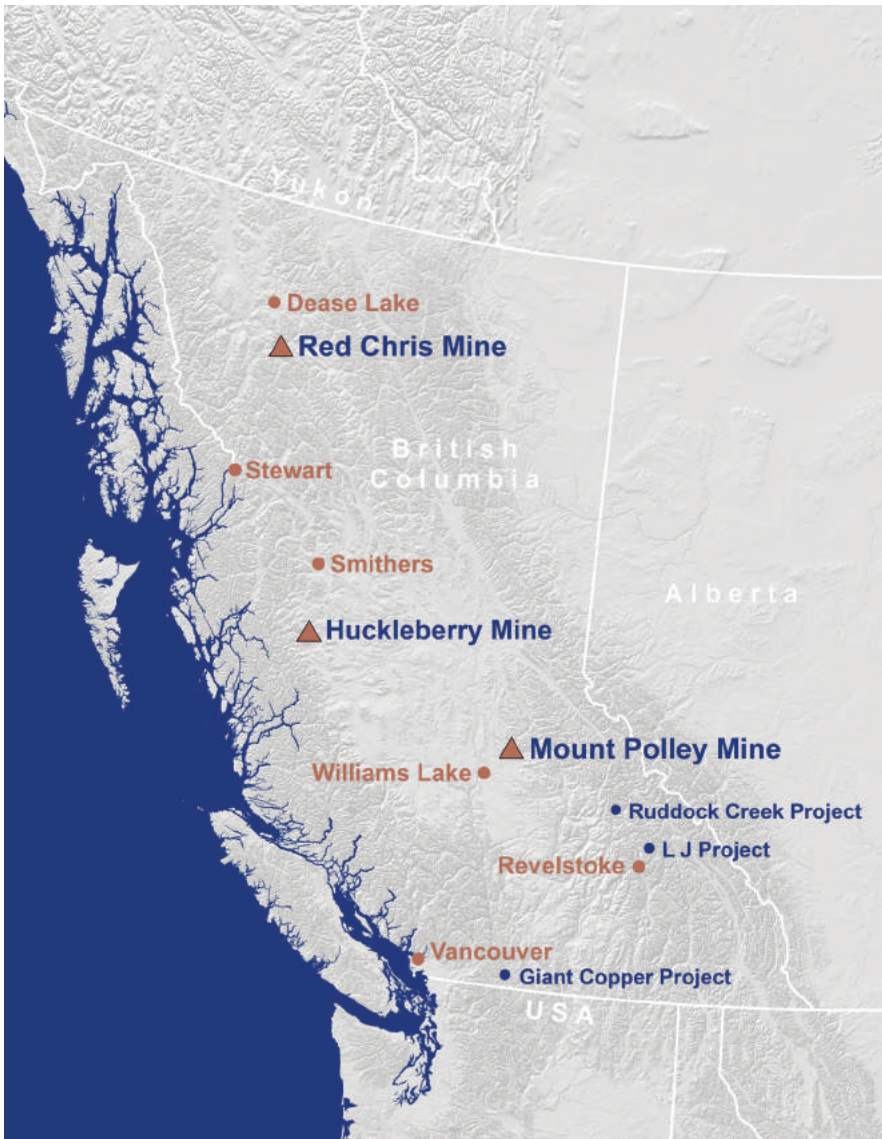 Yukon
Dease Lake
Red Chris Mine
British
Columbia
Stewart
Smithers
Alberta
Huckleberry Mine
Mount Polley Mine
Williams Lake
Ruddock Creek Project
L J Project
Revelstoke
Vancouver
Giant Copper Project
USA